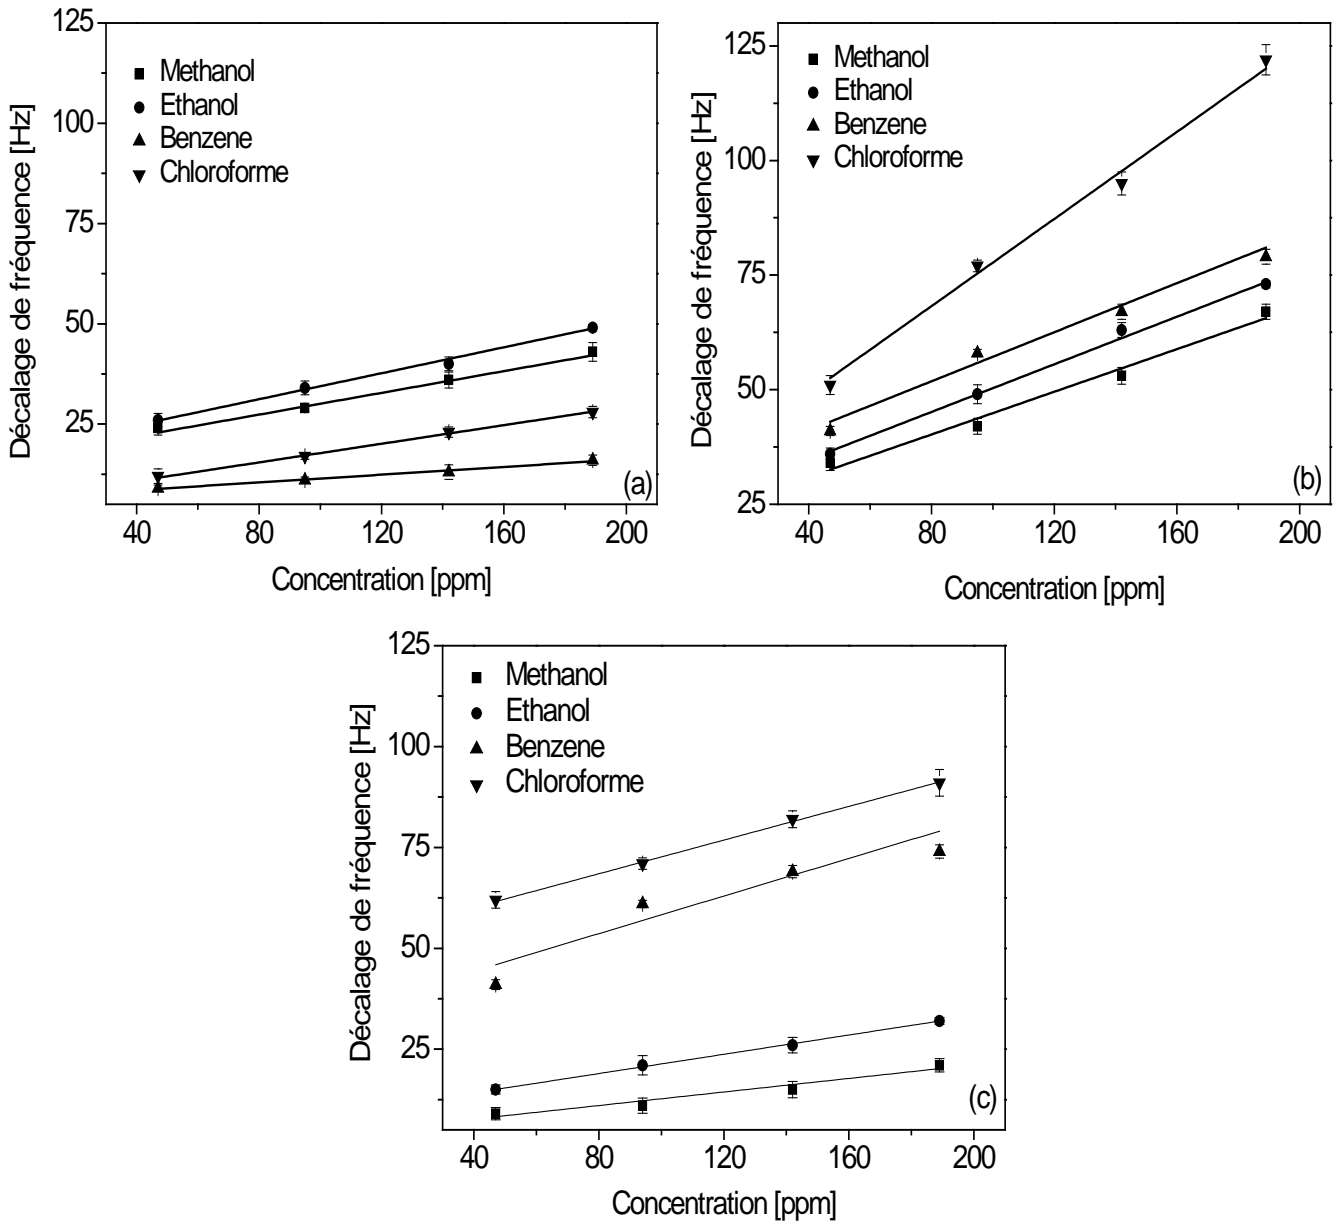 125
100
75
50
25
Décalage de fréquence [Hz]
Methanol
Ethanol
Benzene
Chloroforme
(a)
40 80 120 160 200
Concentration [ppm]
125
100
75
50
25
Décalage de fréquence [Hz]
Methanol
Ethanol
Benzene
Chloroforme
(b)
40 80 120 160 200
Concentration [ppm]
125
100
75
50
25
Décalage de fréquence [Hz]
Methanol
Ethanol
Benzene
Chloroforme
(c)
40 80 120 160 200
Concentration [ppm]